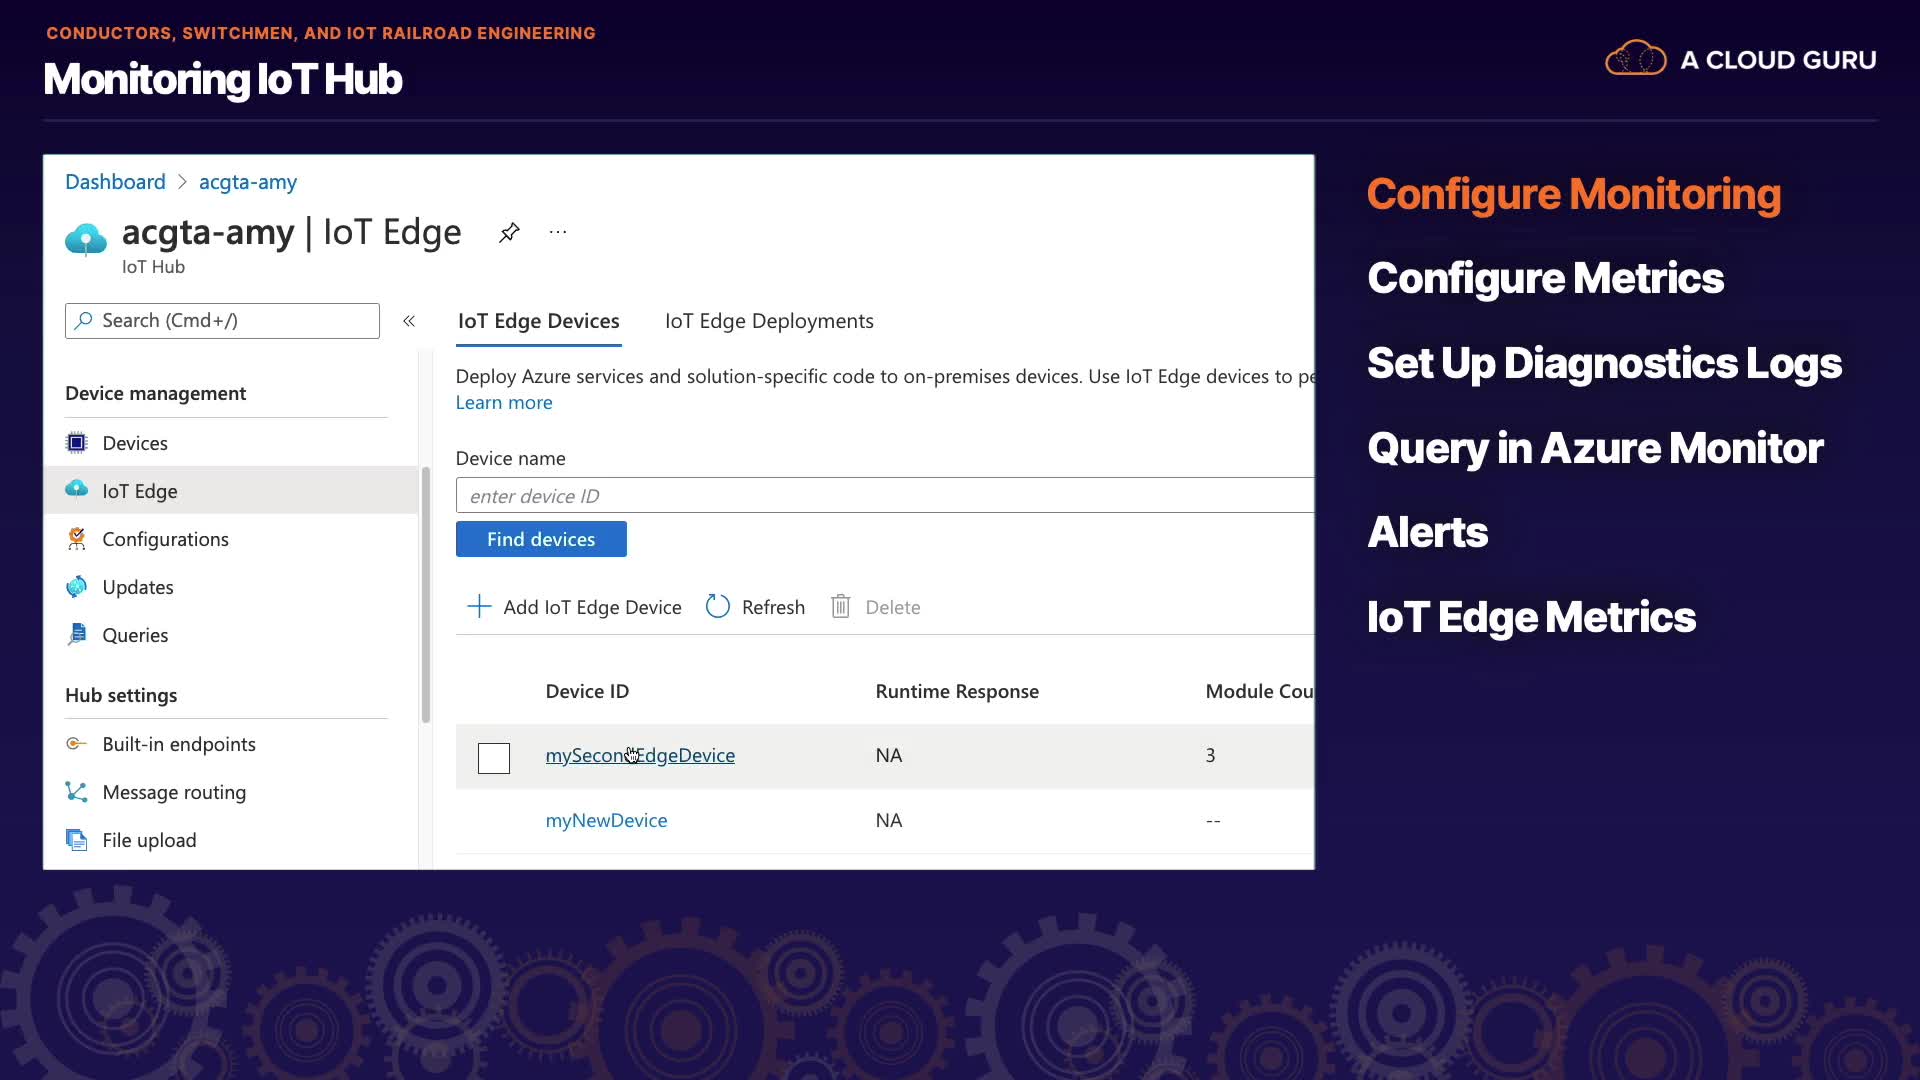 CONDUCTORS, SWITCHMEN, AND IOT RAILROAD ENGINEERING
Monitoring IoT Hub
A CLOUD GURU
Dashboard > acgta-amy
acgta-amy | IoT Edge ...
IoT Hub
Search (Cmd+/)
«
Device management
Devices
IoT Edge
Configurations
Updates
Queries
Hub settings
Built-in endpoints
Message routing
File upload
IoT Edge Devices
IoT Edge Deployments
Deploy Azure services and solution-specific code to on-premises devices. Use IoT Edge devices to pe
Learn more
Device name
enter device ID
Find devices
Add IoT Edge Device
Refresh
Delete
Device ID Runtime Response Module Cou
mySecondEdgeDevice NA 3
myNewDevice NA --
Configure Monitoring
Configure Metrics
Set Up Diagnostics Logs
Query in Azure Monitor
Alerts
IoT Edge Metrics